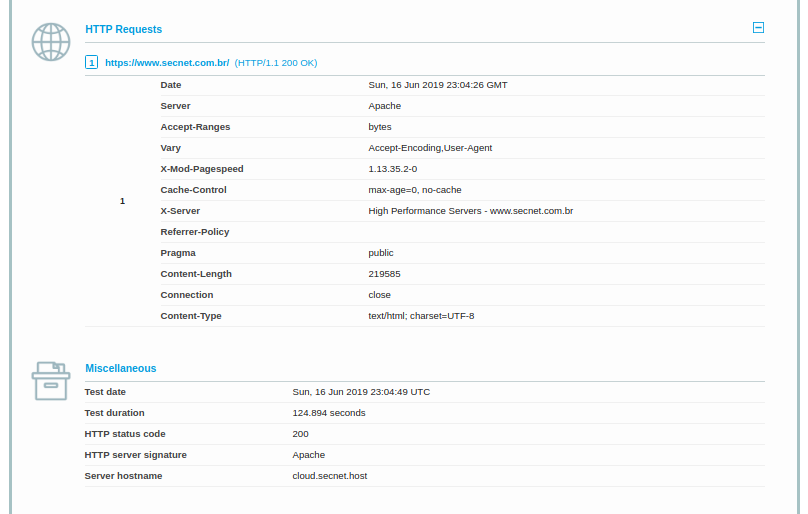 HTTP Requests
1 https://www.secnet.com.br/ (HTTP/1.1 200 OK)
Date Sun, 16 Jun 2019 23:04:26 GMT
Server Apache
Accept-Ranges bytes
Vary Accept-Encoding,User-Agent
X-Mod-Pagespeed 1.13.35.2-0
Cache-Control max-age=0, no-cache
1
X-Server High Performance Servers - www.secnet.com.br
Referrer-Policy
Pragma public
Content-Length 219585
Connection close
Content-Type text/html; charset=UTF-8
Miscellaneous
Test date Sun, 16 Jun 2019 23:04:49 UTC
Test duration 124.894 seconds
HTTP status code 200
HTTP server signature Apache
Server hostname cloud.secnet.host